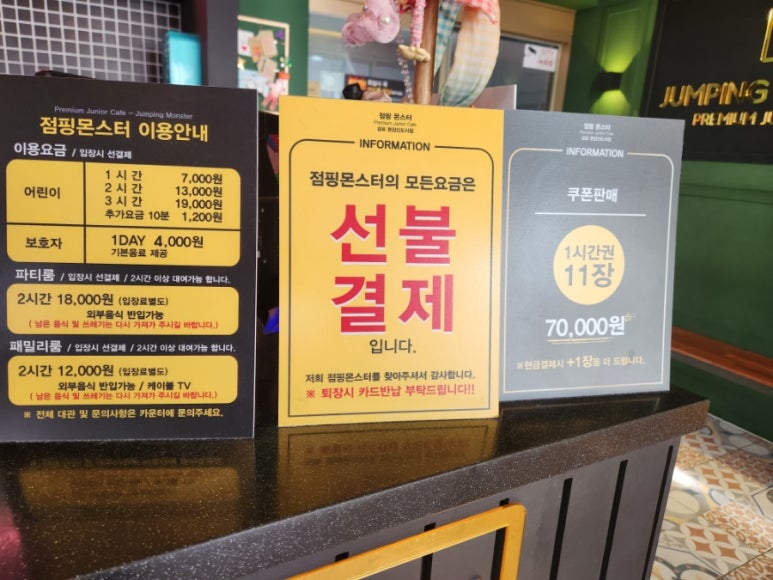 Premium Junior Cafe - Jumping Monster
점핑몬스터 이용안내
이용요금 / 입장시 선결제
어린이
1 시 간 7,000원
2 시 간 13,000원
3 시 간 19,000원
추가요금 10분 1,200원
보호자
1DAY 4,000원
기본음료 제공
파티룸 / 입장시 선결제 / 2시간 이상 대여가능 합니다.
2시간 18,000원 (입장료별도)
외부음식 반입가능
( 남은 음식 및 쓰레기는 다시 가져가 주시길 바랍니다. )
패밀리룸 / 입장시 선결제 / 2시간 이상 대여가능 합니다.
2시간 12,000원 (입장료별도)
외부음식 반입가능 / 케이블 TV
( 남은 음식 및 쓰레기는 다시 가져가 주시길 바랍니다. )
※ 전체 대관 및 문의사항은 카운터에 문의주세요.
점핑 몬스터
Premium Junior Cafe
김포 한강신도시점
INFORMATION
점핑몬스터의 모든요금은
선불
결제
입니다.
저희 점핑몬스터를 찾아주셔서 감사합니다.
※ 퇴장시 카드반납 부탁드립니다!!
점핑 몬스터
Premium Junior Cafe
김포 한강신도시점
INFORMATION
쿠폰판매
1시간권
11장
70,000원
※현금결제시 +1장을 더 드립니다.
JUMPING
PREMIUM JU